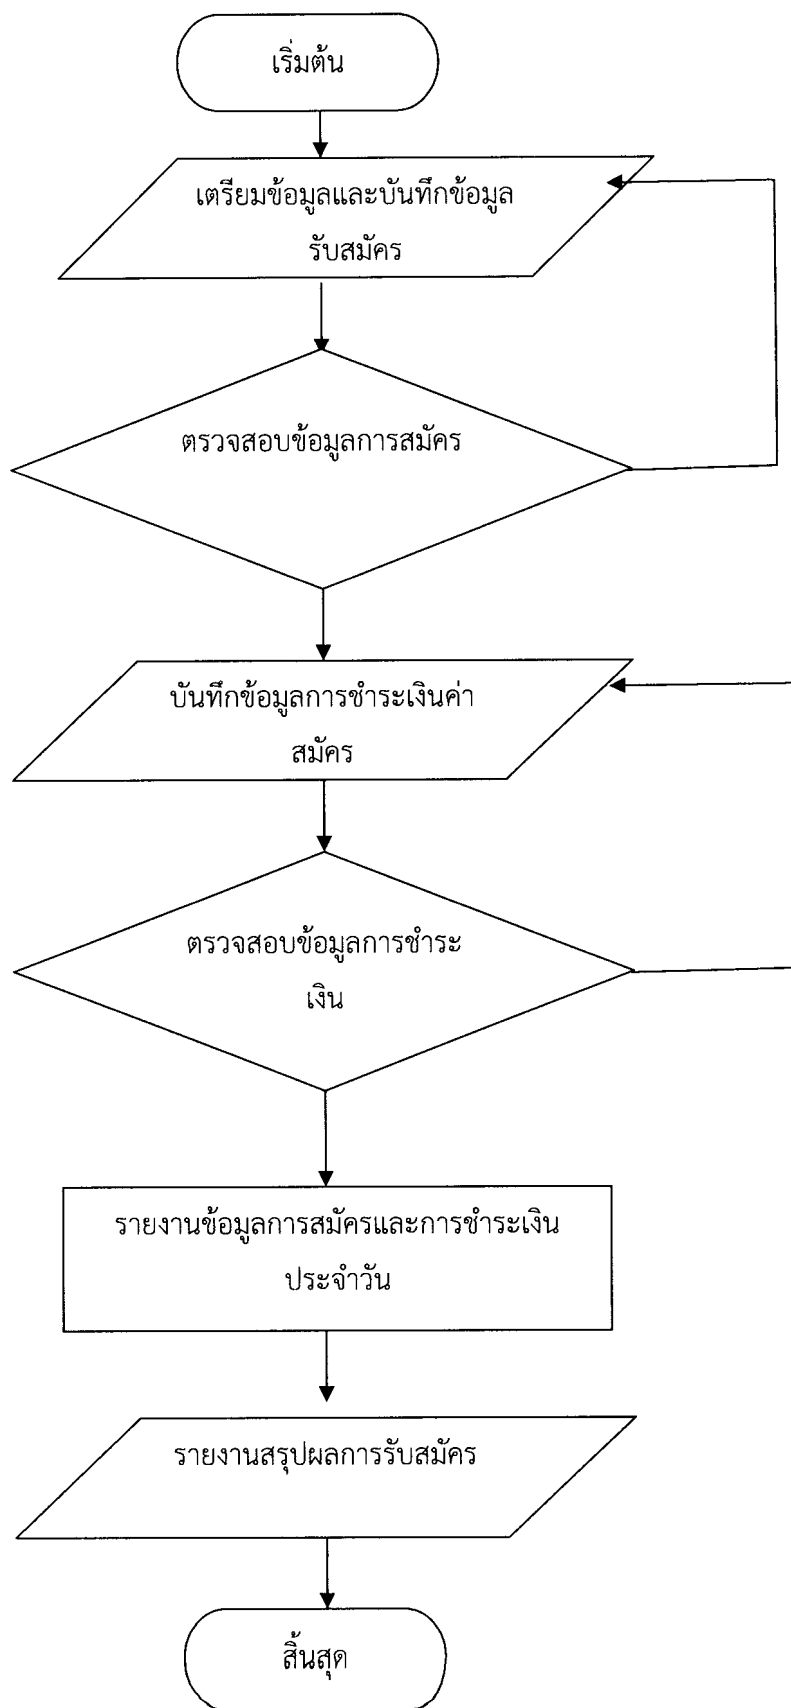 เริ่มต้น
เตรียมข้อมูลและบันทึกข้อมูล
รับสมัคร
ตรวจสอบข้อมูลการสมัคร
บันทึกข้อมูลการชำระเงินค่า
สมัคร
ตรวจสอบข้อมูลการชำระ
เงิน
รายงานข้อมูลการสมัครและการชำระเงิน
ประจำวัน
รายงานสรุปผลการรับสมัคร
สิ้นสุด